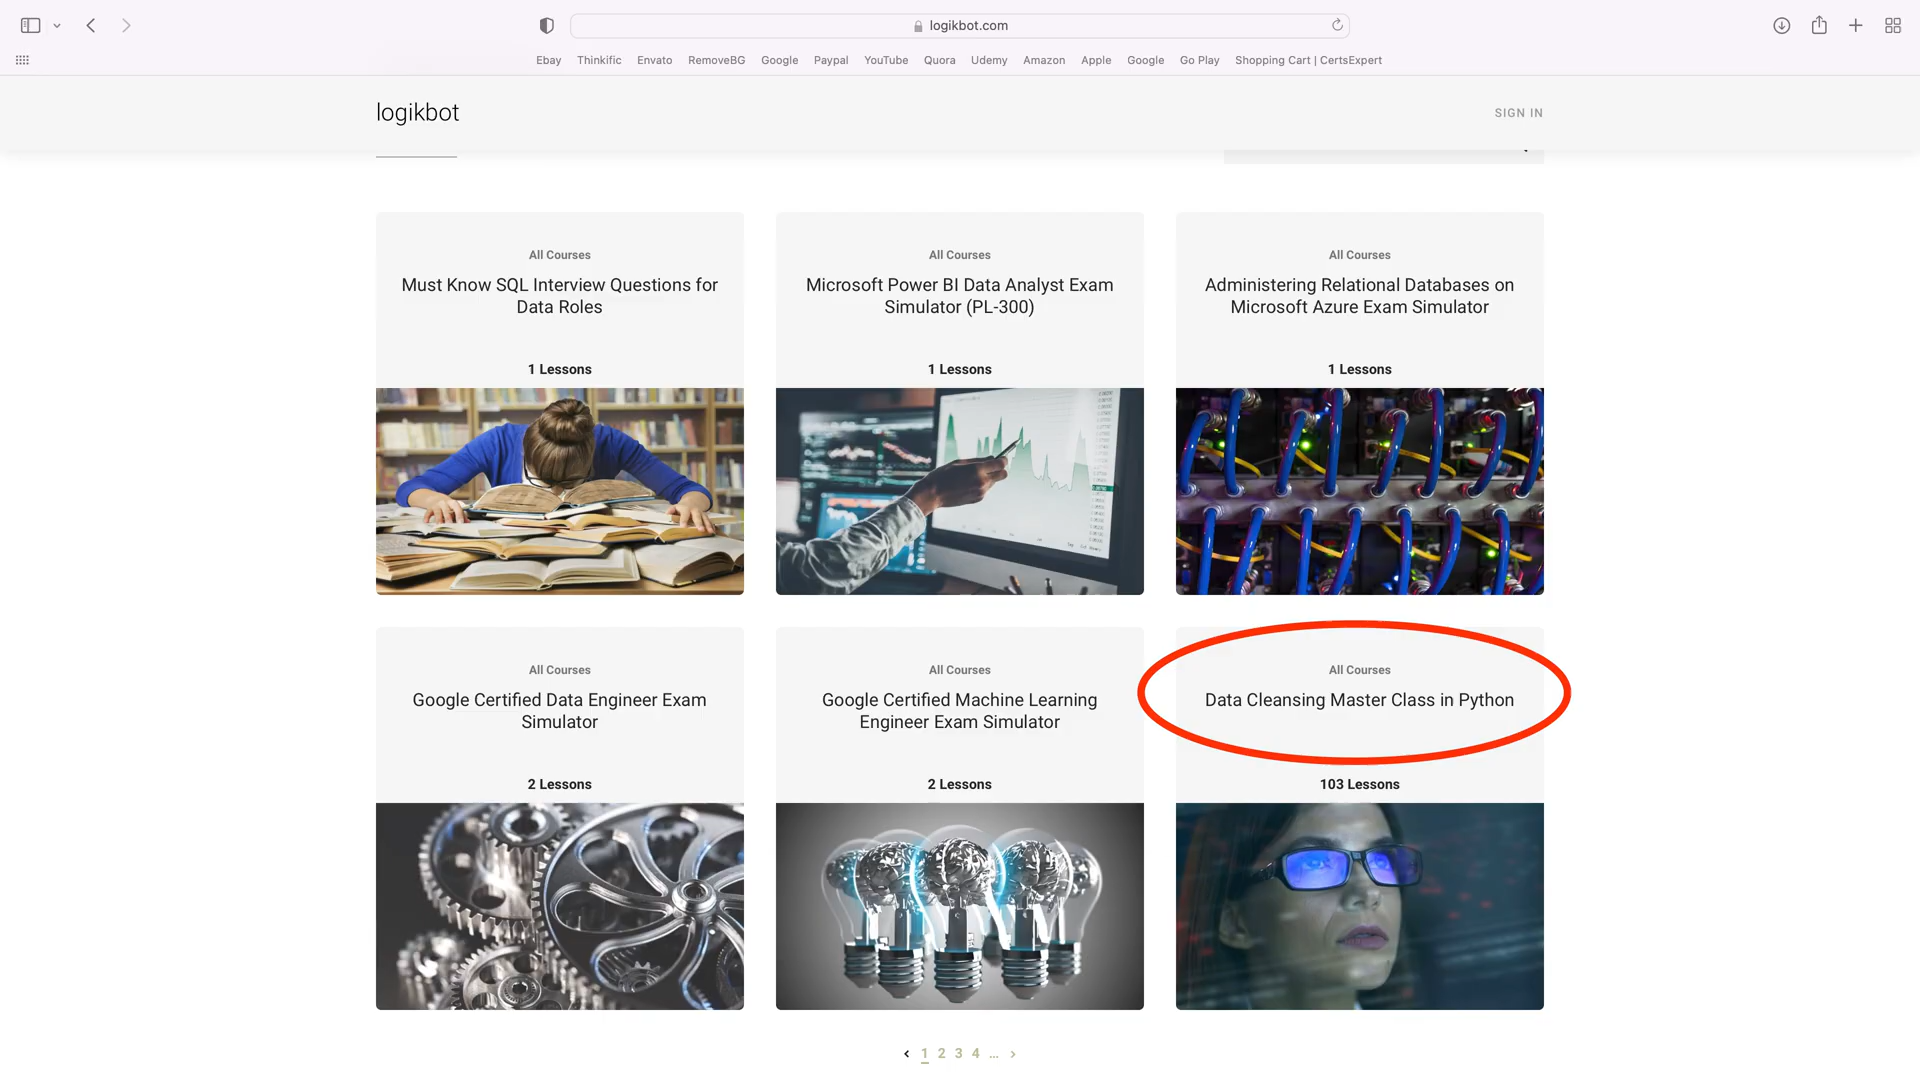 logikbot.com
Ebay Thinkific Envato RemoveBG Google Paypal YouTube Quora Udemy Amazon Apple Google Go Play Shopping Cart | CertsExpert
logikbot
SIGN IN
All Courses
Must Know SQL Interview Questions for
Data Roles
1 Lessons
All Courses
Microsoft Power BI Data Analyst Exam
Simulator (PL-300)
1 Lessons
All Courses
Administering Relational Databases on
Microsoft Azure Exam Simulator
1 Lessons
All Courses
Google Certified Data Engineer Exam
Simulator
2 Lessons
All Courses
Google Certified Machine Learning
Engineer Exam Simulator
2 Lessons
All Courses
Data Cleansing Master Class in Python
103 Lessons
‹ 1 2 3 4 ... ›